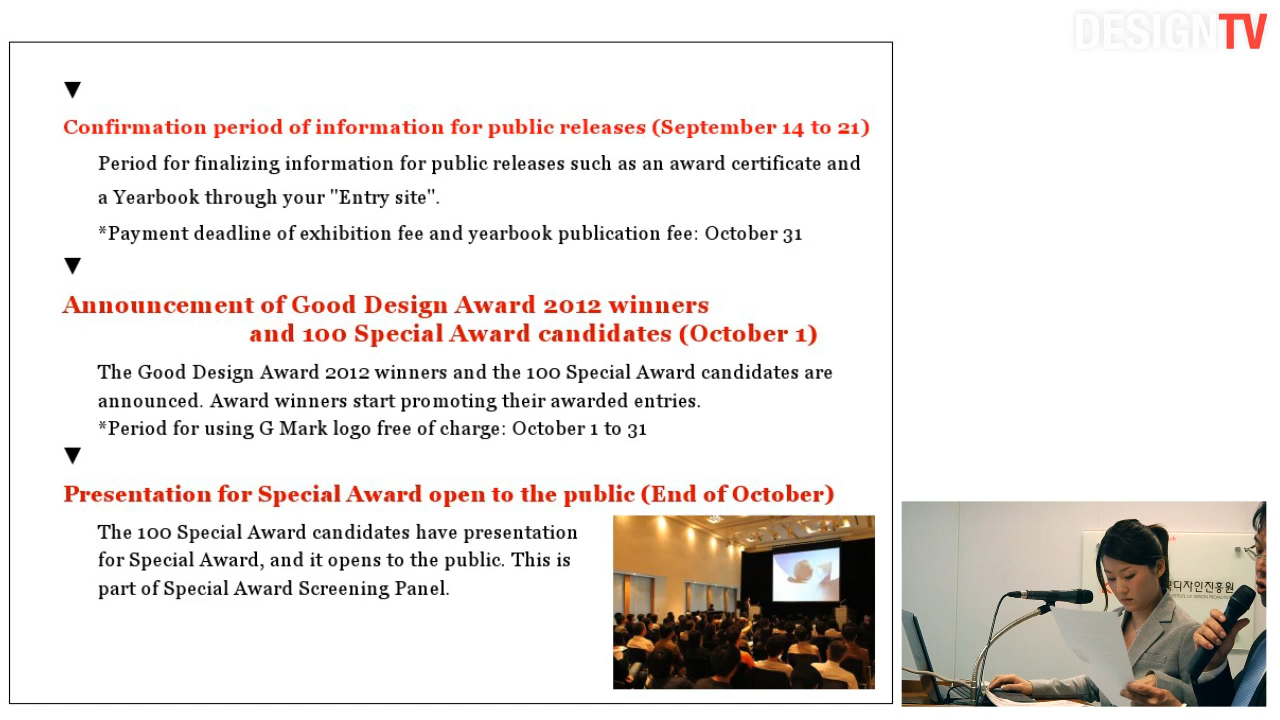 DESIGNTV
▼
Confirmation period of information for public releases (September 14 to 21)
Period for finalizing information for public releases such as an award certificate and
a Yearbook through your "Entry site".
*Payment deadline of exhibition fee and yearbook publication fee: October 31
▼
Announcement of Good Design Award 2012 winners
and 100 Special Award candidates (October 1)
The Good Design Award 2012 winners and the 100 Special Award candidates are
announced. Award winners start promoting their awarded entries.
*Period for using G Mark logo free of charge: October 1 to 31
▼
Presentation for Special Award open to the public (End of October)
The 100 Special Award candidates have presentation
for Special Award, and it opens to the public. This is
part of Special Award Screening Panel.
디자인진흥원